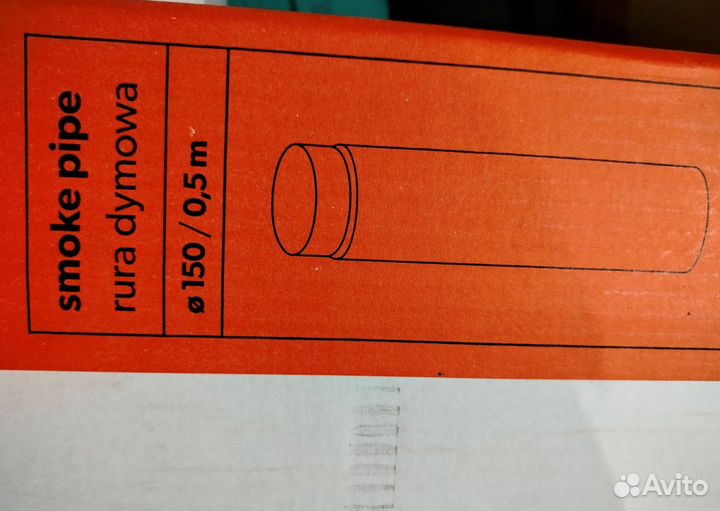 smoke pipe
rura dymowa
ø 150 / 0,5 m
Avito